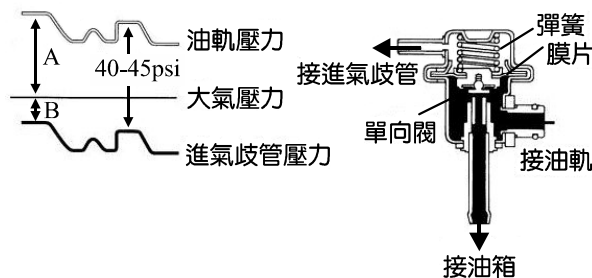 油軌壓力
A
40-45psi
大氣壓力
B
進氣歧管壓力
彈簧
膜片
接進氣歧管
單向閥
接油軌
接油箱